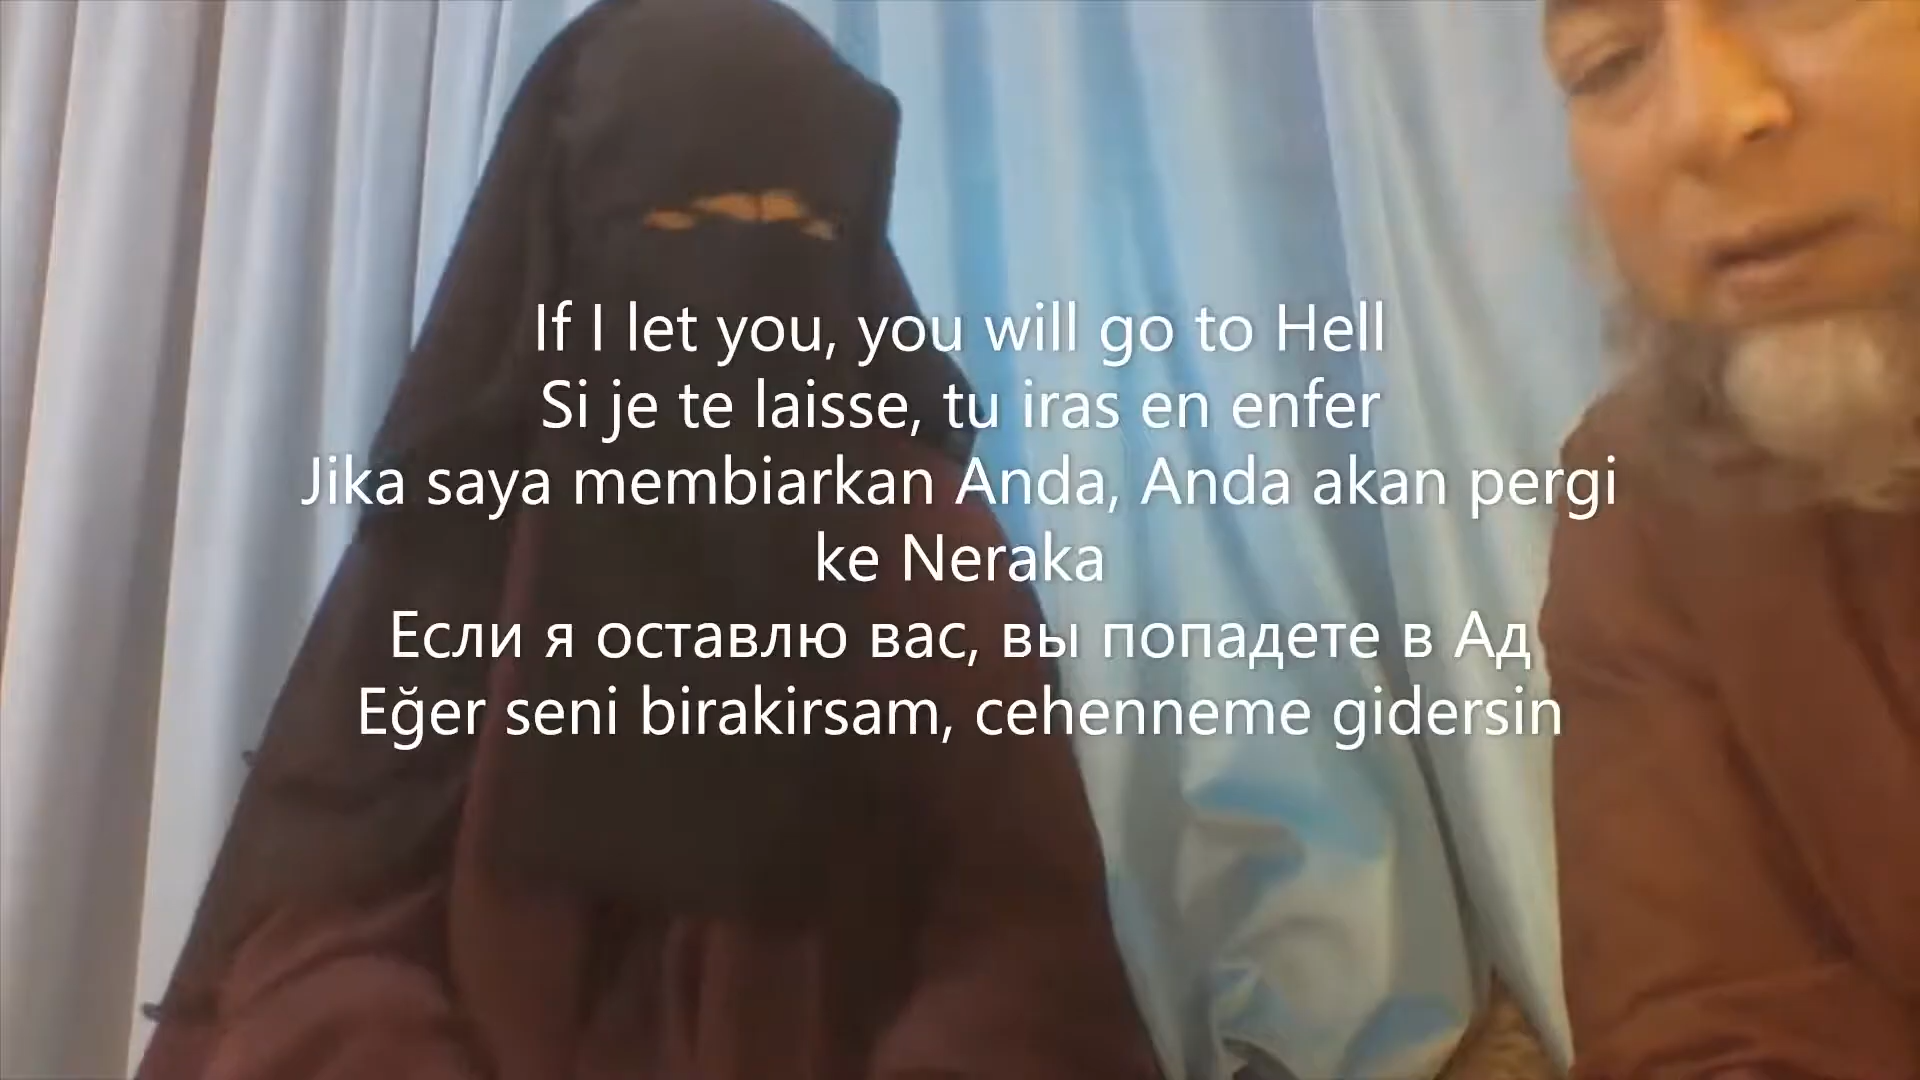 If I let you, you will go to Hell
Si je te laisse, tu iras en enfer
Jika saya membiarkan Anda, Anda akan pergi
ke Neraka
Если я оставлю вас, вы попадете в Ад
Eğer seni birakirsam, cehenneme gidersin